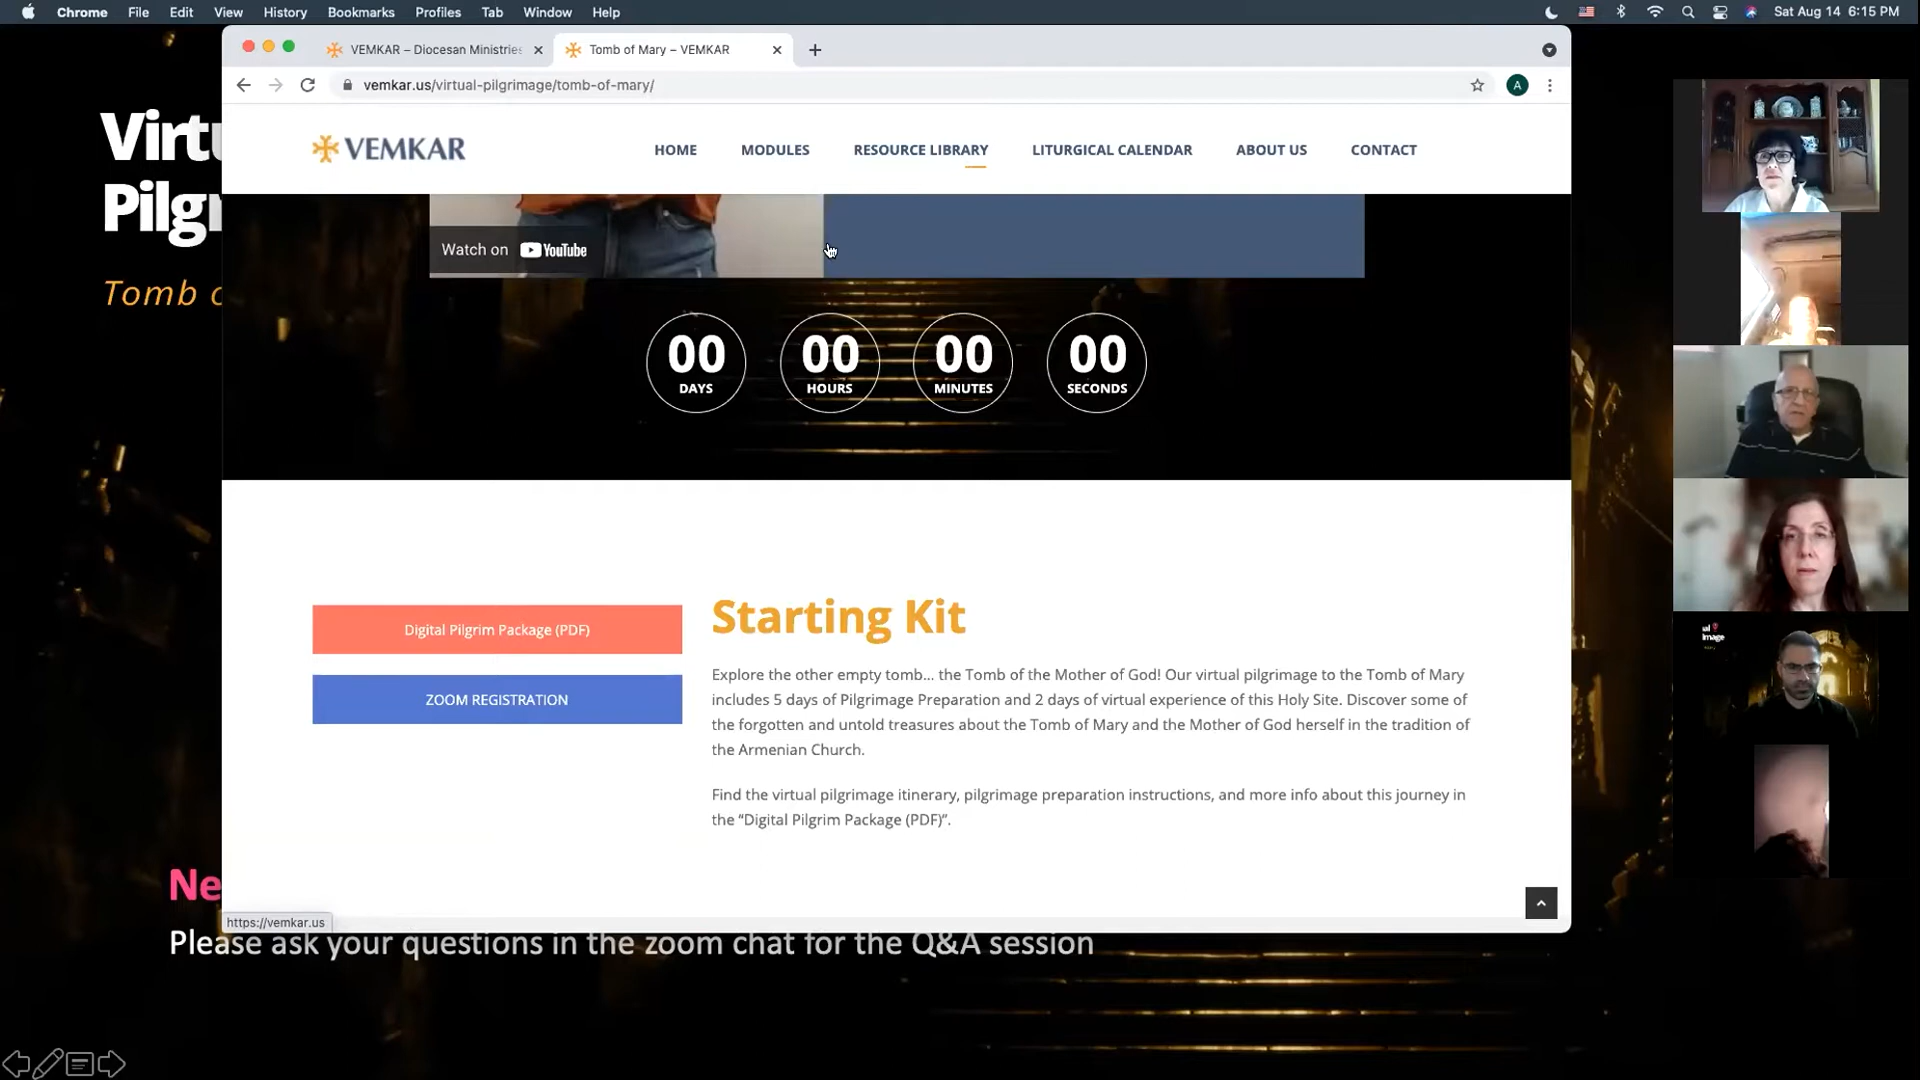 Chrome File Edit View History Bookmarks Profiles Tab Window Help
Sat Aug 14 6:15 PM
VEMKAR – Diocesan Ministries
Tomb of Mary – VEMKAR
vemkar.us/virtual-pilgrimage/tomb-of-mary/
A
VEMKAR
HOME MODULES RESOURCE LIBRARY LITURGICAL CALENDAR ABOUT US CONTACT
Virtu
Pilgr
Tomb o
Watch on YouTube
00 00 00 00
DAYS HOURS MINUTES SECONDS
Digital Pilgrim Package (PDF)
ZOOM REGISTRATION
Starting Kit
Explore the other empty tomb... the Tomb of the Mother of God! Our virtual pilgrimage to the Tomb of Mary
includes 5 days of Pilgrimage Preparation and 2 days of virtual experience of this Holy Site. Discover some of
the forgotten and untold treasures about the Tomb of Mary and the Mother of God herself in the tradition of
the Armenian Church.
Find the virtual pilgrimage itinerary, pilgrimage preparation instructions, and more info about this journey in
the “Digital Pilgrim Package (PDF)”.
https://vemkar.us
Ne
Please ask your questions in the zoom chat for the Q&A session
ual
image